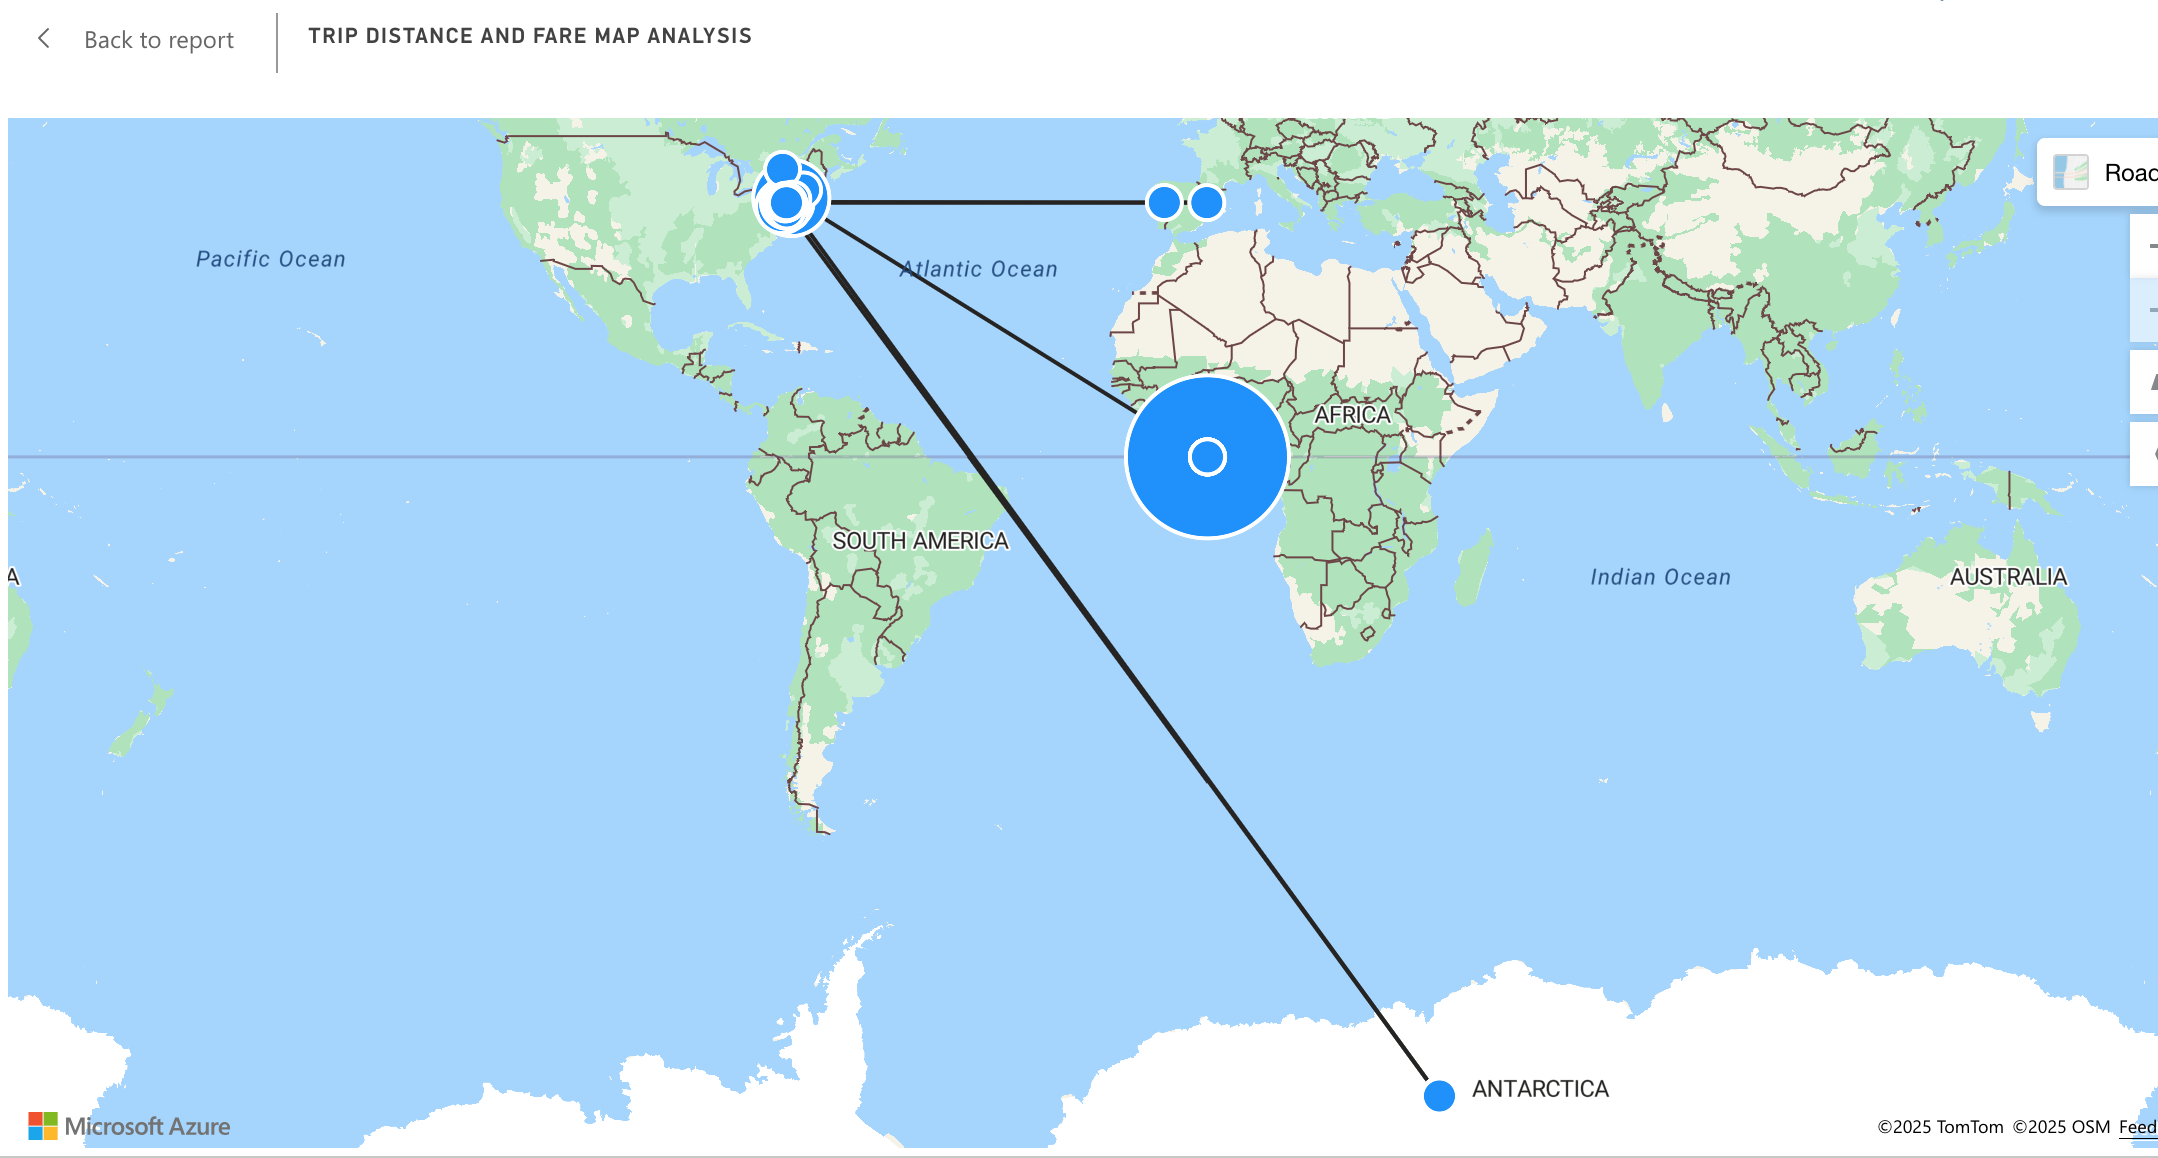 Back to report
TRIP DISTANCE AND FARE MAP ANALYSIS
Road
Pacific Ocean
Atlantic Ocean
AFRICA
SOUTH AMERICA
A
Indian Ocean
AUSTRALIA
ANTARCTICA
Microsoft Azure
©2025 TomTom ©2025 OSM Feed